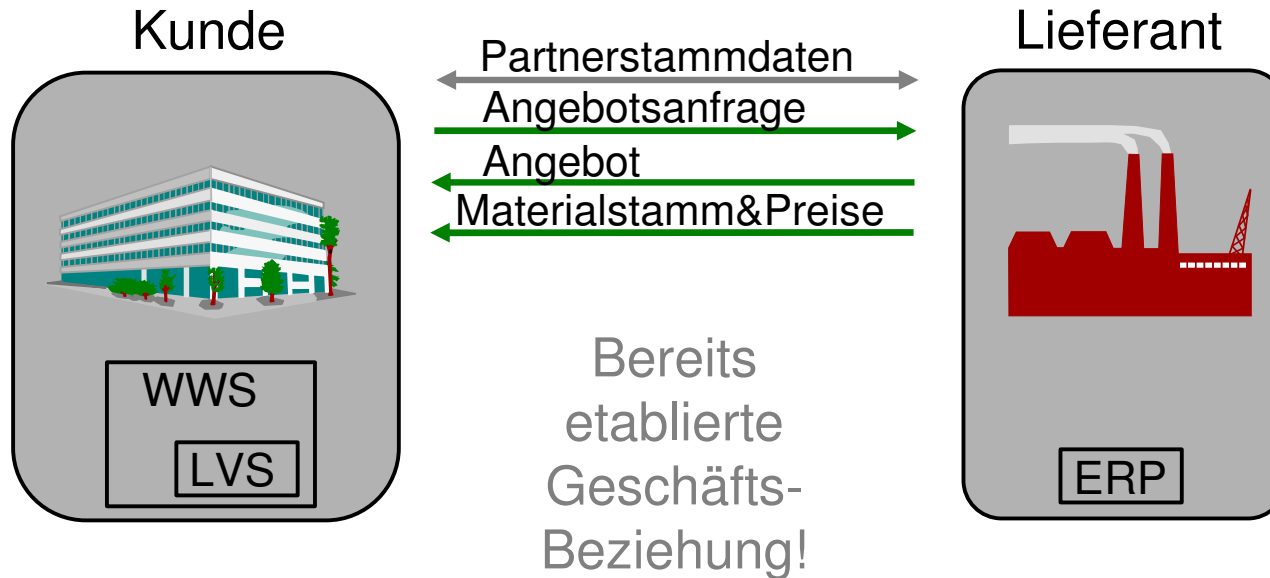 Kunde
Lieferant
Partnerstammdaten
Angebotsanfrage
Angebot
Materialstamm&Preise
WWS
LVS
Bereits
etablierte
Geschäfts-
Beziehung!
ERP